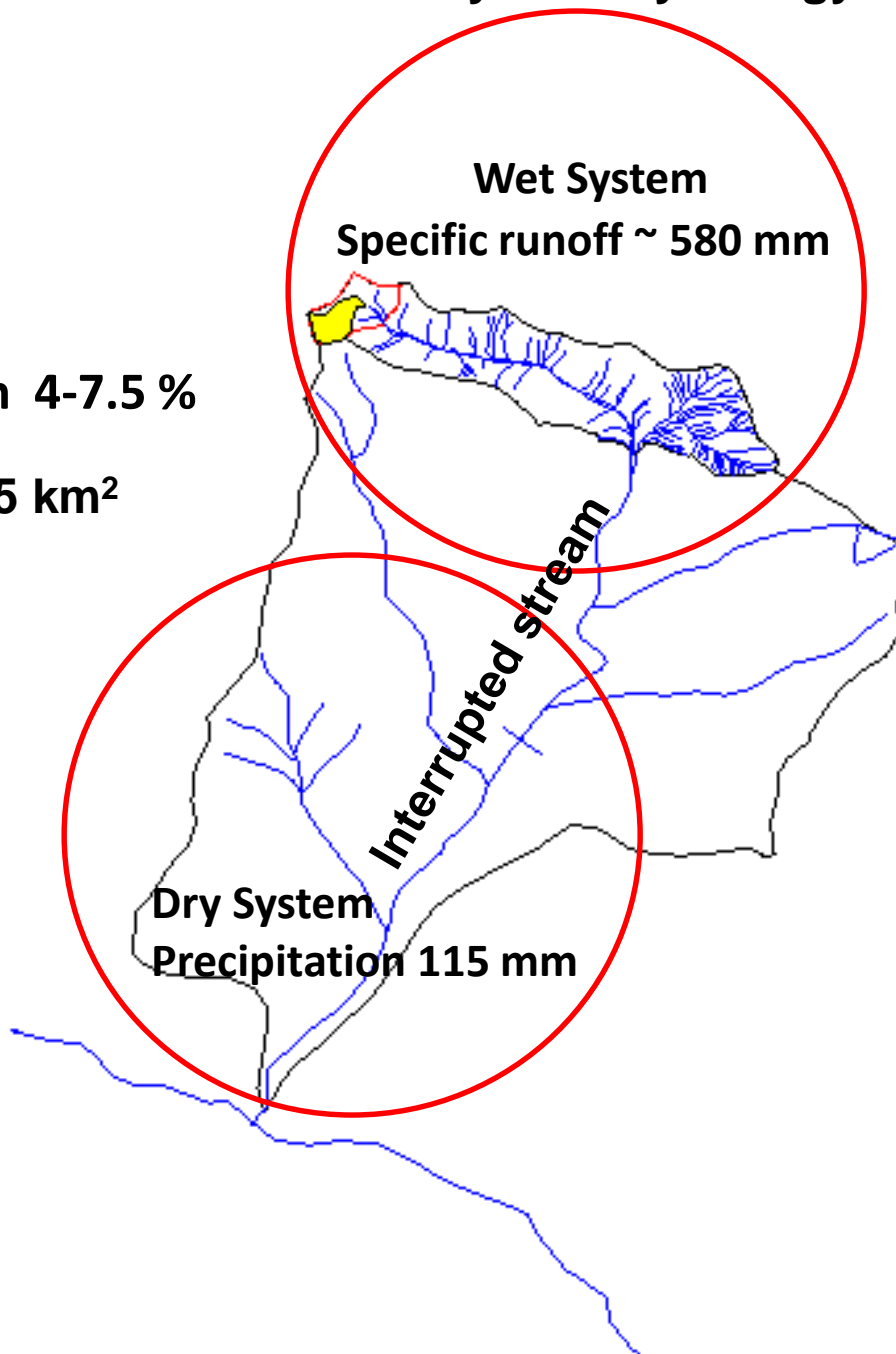 Wet System
Specific runoff ~ 580 mm
4-7.5 %
5 km²
Interrupted stream
Dry System
Precipitation 115 mm